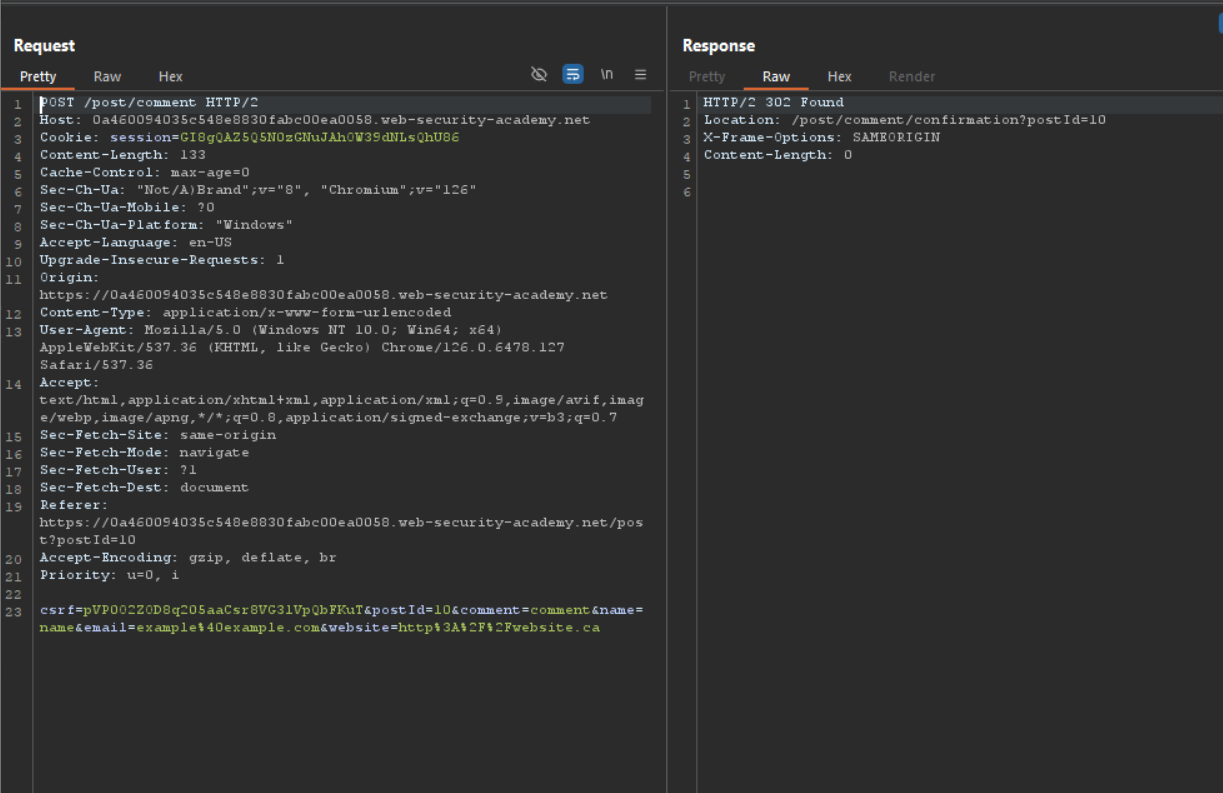 Request
Pretty Raw Hex \n
1 POST /post/comment HTTP/2
2 Host: 0a460094035c548e8830fabc00ea0058.web-security-academy.net
3 Cookie: session=GI8gQAZ5Q5N0zGNuJAh0W39dNLsQhU86
4 Content-Length: 133
5 Cache-Control: max-age=0
6 Sec-Ch-Ua: "Not/A)Brand";v="8", "Chromium";v="126"
7 Sec-Ch-Ua-Mobile: ?0
8 Sec-Ch-Ua-Platform: "Windows"
9 Accept-Language: en-US
10 Upgrade-Insecure-Requests: 1
11 Origin:
https://0a460094035c548e8830fabc00ea0058.web-security-academy.net
12 Content-Type: application/x-www-form-urlencoded
13 User-Agent: Mozilla/5.0 (Windows NT 10.0; Win64; x64)
AppleWebKit/537.36 (KHTML, like Gecko) Chrome/126.0.6478.127
Safari/537.36
14 Accept:
text/html,application/xhtml+xml,application/xml;q=0.9,image/avif,imag
e/webp,image/apng,*/*;q=0.8,application/signed-exchange;v=b3;q=0.7
15 Sec-Fetch-Site: same-origin
16 Sec-Fetch-Mode: navigate
17 Sec-Fetch-User: ?1
18 Sec-Fetch-Dest: document
19 Referer:
https://0a460094035c548e8830fabc00ea0058.web-security-academy.net/pos
t?postId=10
20 Accept-Encoding: gzip, deflate, br
21 Priority: u=0, i
22
23 csrf=pVP002Z0D8q205aaCsr8VG3lVpQbFKuT&postId=10&comment=comment&name=
name&email=example%40example.com&website=http%3A%2F%2Fwebsite.ca
Response
Pretty Raw Hex Render
1 HTTP/2 302 Found
2 Location: /post/comment/confirmation?postId=10
3 X-Frame-Options: SAMEORIGIN
4 Content-Length: 0
5
6